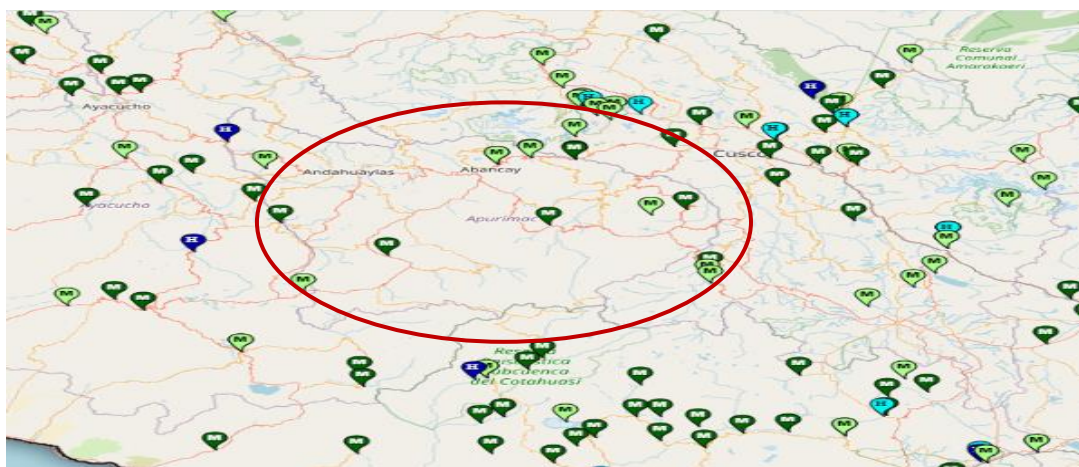 Reserva
Comunal
Amarakaeri
Ayacucho
Cusco
Andahuaylas
Abancay
Ayacucho
Apurimac
del Cotahuasi